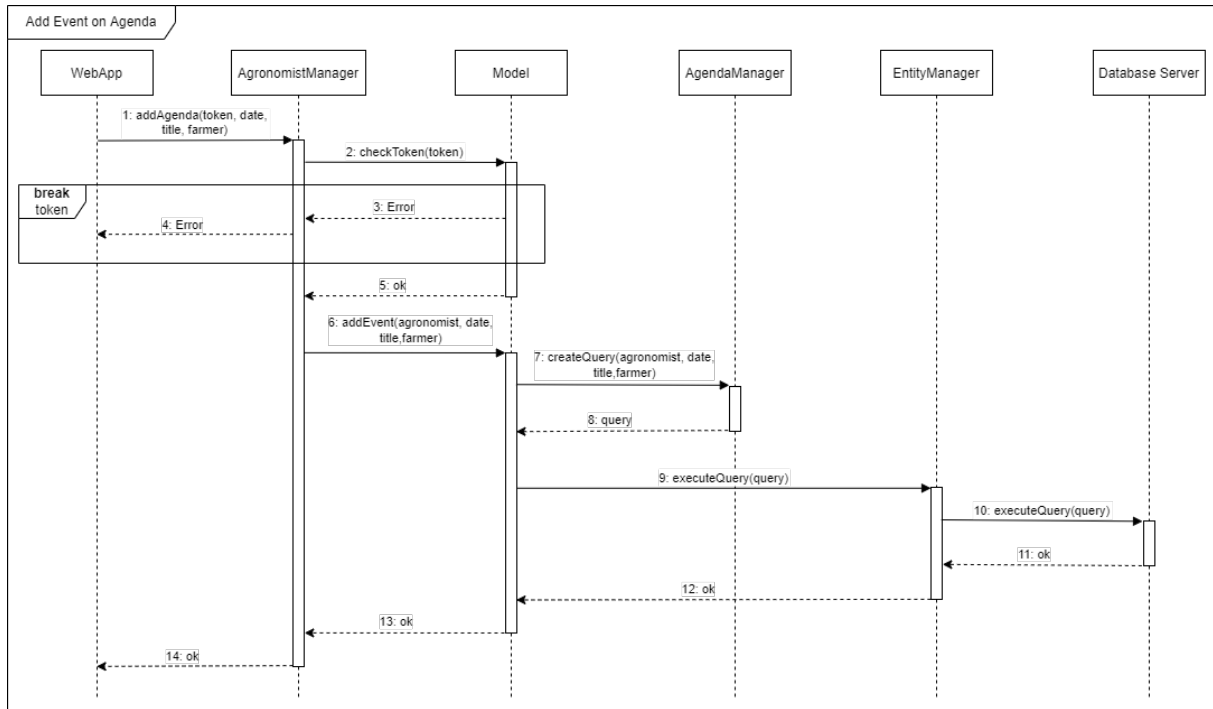 Add Event on Agenda
WebApp
AgronomistManager
Model
AgendaManager
EntityManager
Database Server
1: addAgenda(token, date,
title, farmer)
2: checkToken(token)
break
token
3: Error
4: Error
5: ok
6: addEvent(agronomist, date,
title,farmer)
7: createQuery(agronomist, date,
title,farmer)
8: query
9: executeQuery(query)
10: executeQuery(query)
11: ok
12: ok
13: ok
14: ok